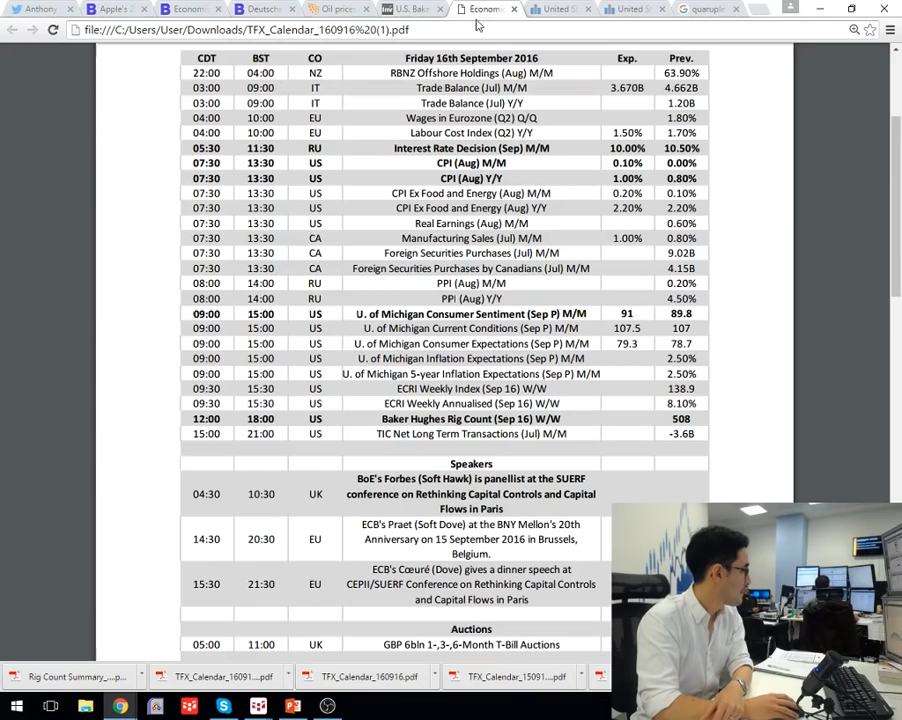 Anthony
Apple's 2
Econom
Deutsche
Oil prices
Inv U.S. Bake
Econom
United S
United S
quaruple
file:///C:/Users/User/Downloads/TFX_Calendar_160916%20(1).pdf
CDT BST CO Friday 16th September 2016 Exp. Prev.
22:00 04:00 NZ RBNZ Offshore Holdings (Aug) M/M 63.90%
03:00 09:00 IT Trade Balance (Jul) M/M 3.670B 4.662B
03:00 09:00 IT Trade Balance (Jul) Y/Y 1.20B
04:00 10:00 EU Wages in Eurozone (Q2) Q/Q 1.80%
04:00 10:00 EU Labour Cost Index (Q2) Y/Y 1.50% 1.70%
05:30 11:30 RU Interest Rate Decision (Sep) M/M 10.00% 10.50%
07:30 13:30 US CPI (Aug) M/M 0.10% 0.00%
07:30 13:30 US CPI (Aug) Y/Y 1.00% 0.80%
07:30 13:30 US CPI Ex Food and Energy (Aug) M/M 0.20% 0.10%
07:30 13:30 US CPI Ex Food and Energy (Aug) Y/Y 2.20% 2.20%
07:30 13:30 US Real Earnings (Aug) M/M 0.60%
07:30 13:30 CA Manufacturing Sales (Jul) M/M 1.00% 0.80%
07:30 13:30 CA Foreign Securities Purchases (Jul) M/M 9.02B
07:30 13:30 CA Foreign Securities Purchases by Canadians (Jul) M/M 4.15B
08:00 14:00 RU PPI (Aug) M/M 0.20%
08:00 14:00 RU PPI (Aug) Y/Y 4.50%
09:00 15:00 US U. of Michigan Consumer Sentiment (Sep P) M/M 91 89.8
09:00 15:00 US U. of Michigan Current Conditions (Sep P) M/M 107.5 107
09:00 15:00 US U. of Michigan Consumer Expectations (Sep P) M/M 79.3 78.7
09:00 15:00 US U. of Michigan Inflation Expectations (Sep P) M/M 2.50%
09:00 15:00 US U. of Michigan 5-year Inflation Expectations (Sep P) M/M 2.50%
09:30 15:30 US ECRI Weekly Index (Sep 16) W/W 138.9
09:30 15:30 US ECRI Weekly Annualised (Sep 16) W/W 8.10%
12:00 18:00 US Baker Hughes Rig Count (Sep 16) W/W 508
15:00 21:00 US TIC Net Long Term Transactions (Jul) M/M -3.6B
Speakers
BoE's Forbes (Soft Hawk) is panellist at the SUERF
04:30 10:30 UK conference on Rethinking Capital Controls and Capital
Flows in Paris
ECB's Praet (Soft Dove) at the BNY Mellon's 20th
14:30 20:30 EU Anniversary on 15 September 2016 in Brussels,
Belgium.
ECB's Cœuré (Dove) gives a dinner speech at
15:30 21:30 EU CEPII/SUERF Conference on Rethinking Capital Controls
and Capital Flows in Paris
Auctions
05:00 11:00 UK GBP 6bln 1-,3-,6-Month T-Bill Auctions
Rig Count Summary_....p
TFX_Calendar_16091....pdf
TFX_Calendar_160916.pdf
TFX_Calendar_15091....pdf